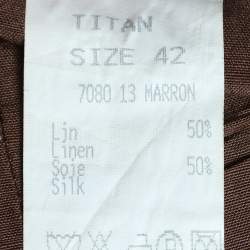 TITAN
SIZE 42
7080 13 MARRON
Lin 50%
Linen
Soie 50%
Silk